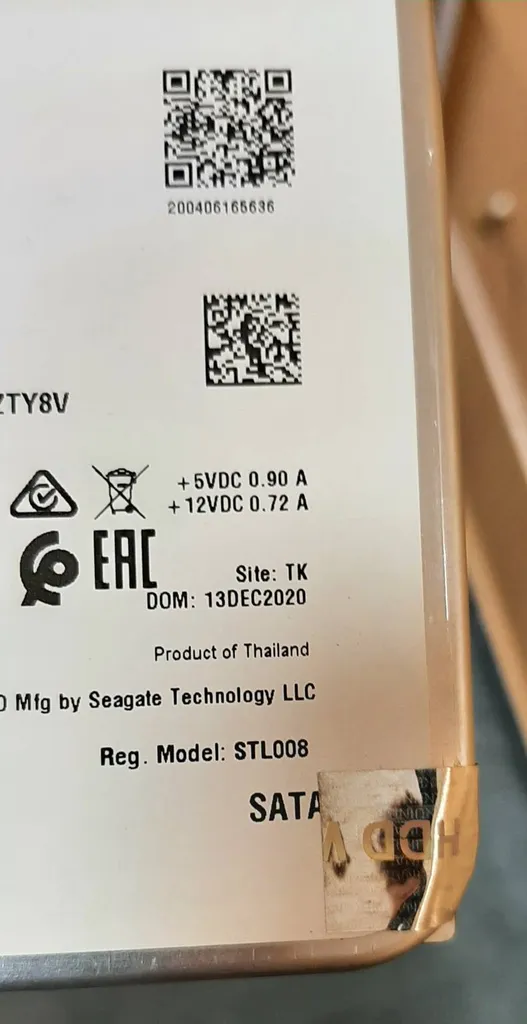 200406165636
ZTY8V
+5VDC 0.90 A
+12VDC 0.72 A
EAC
Site: TK
DOM: 13DEC2020
Product of Thailand
Mfg by Seagate Technology LLC
Reg. Model: STL008
SATA
HDD V